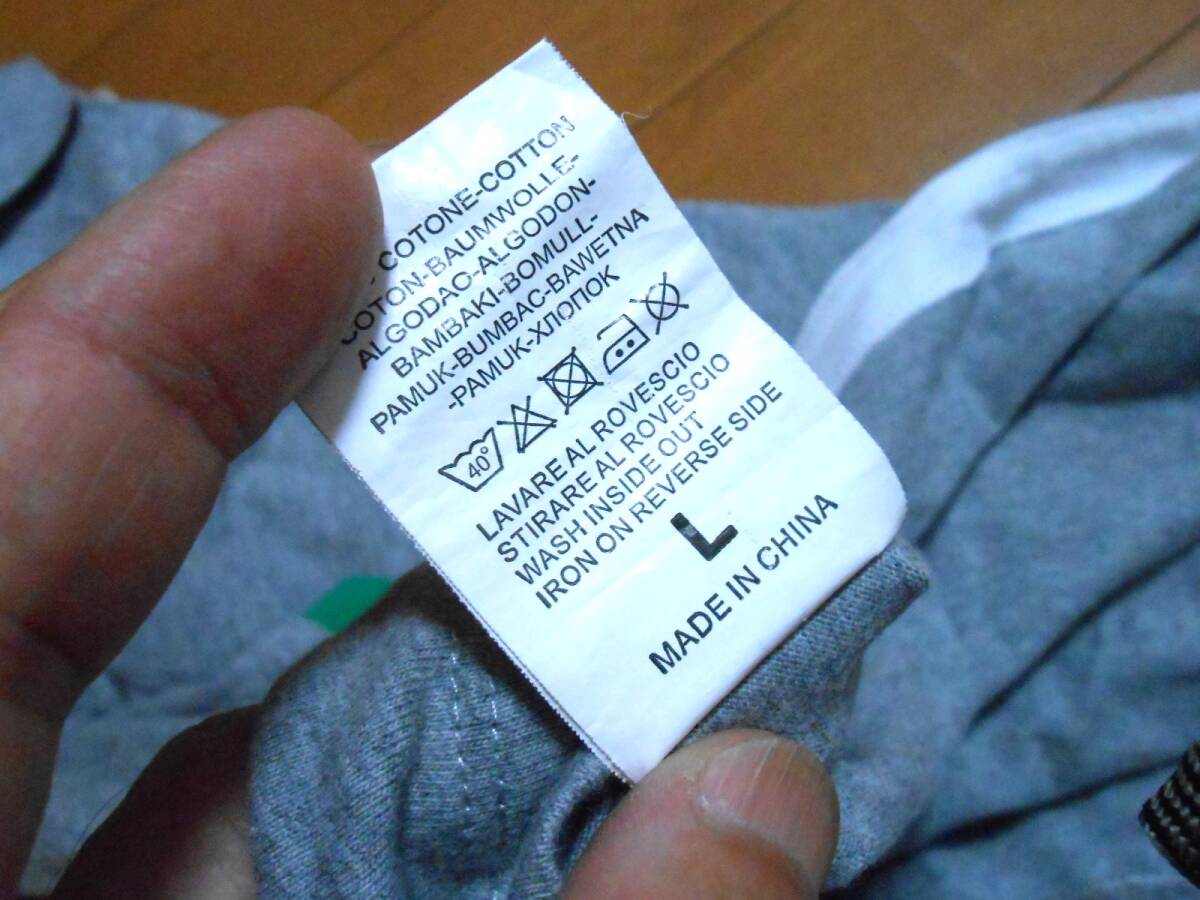 COTONE-COTTON
COTON-BAUMWOLLE-
ALGODAO-ALGODON-
BAMBAKI-BOMULL-
PAMUK-BUMBAC-BAWETNA
-PAMUK-ХЛОПОК
40°
LAVARE AL ROVESCIO
STIRARE AL ROVESCIO
WASH INSIDE OUT
IRON ON REVERSE SIDE
L
MADE IN CHINA